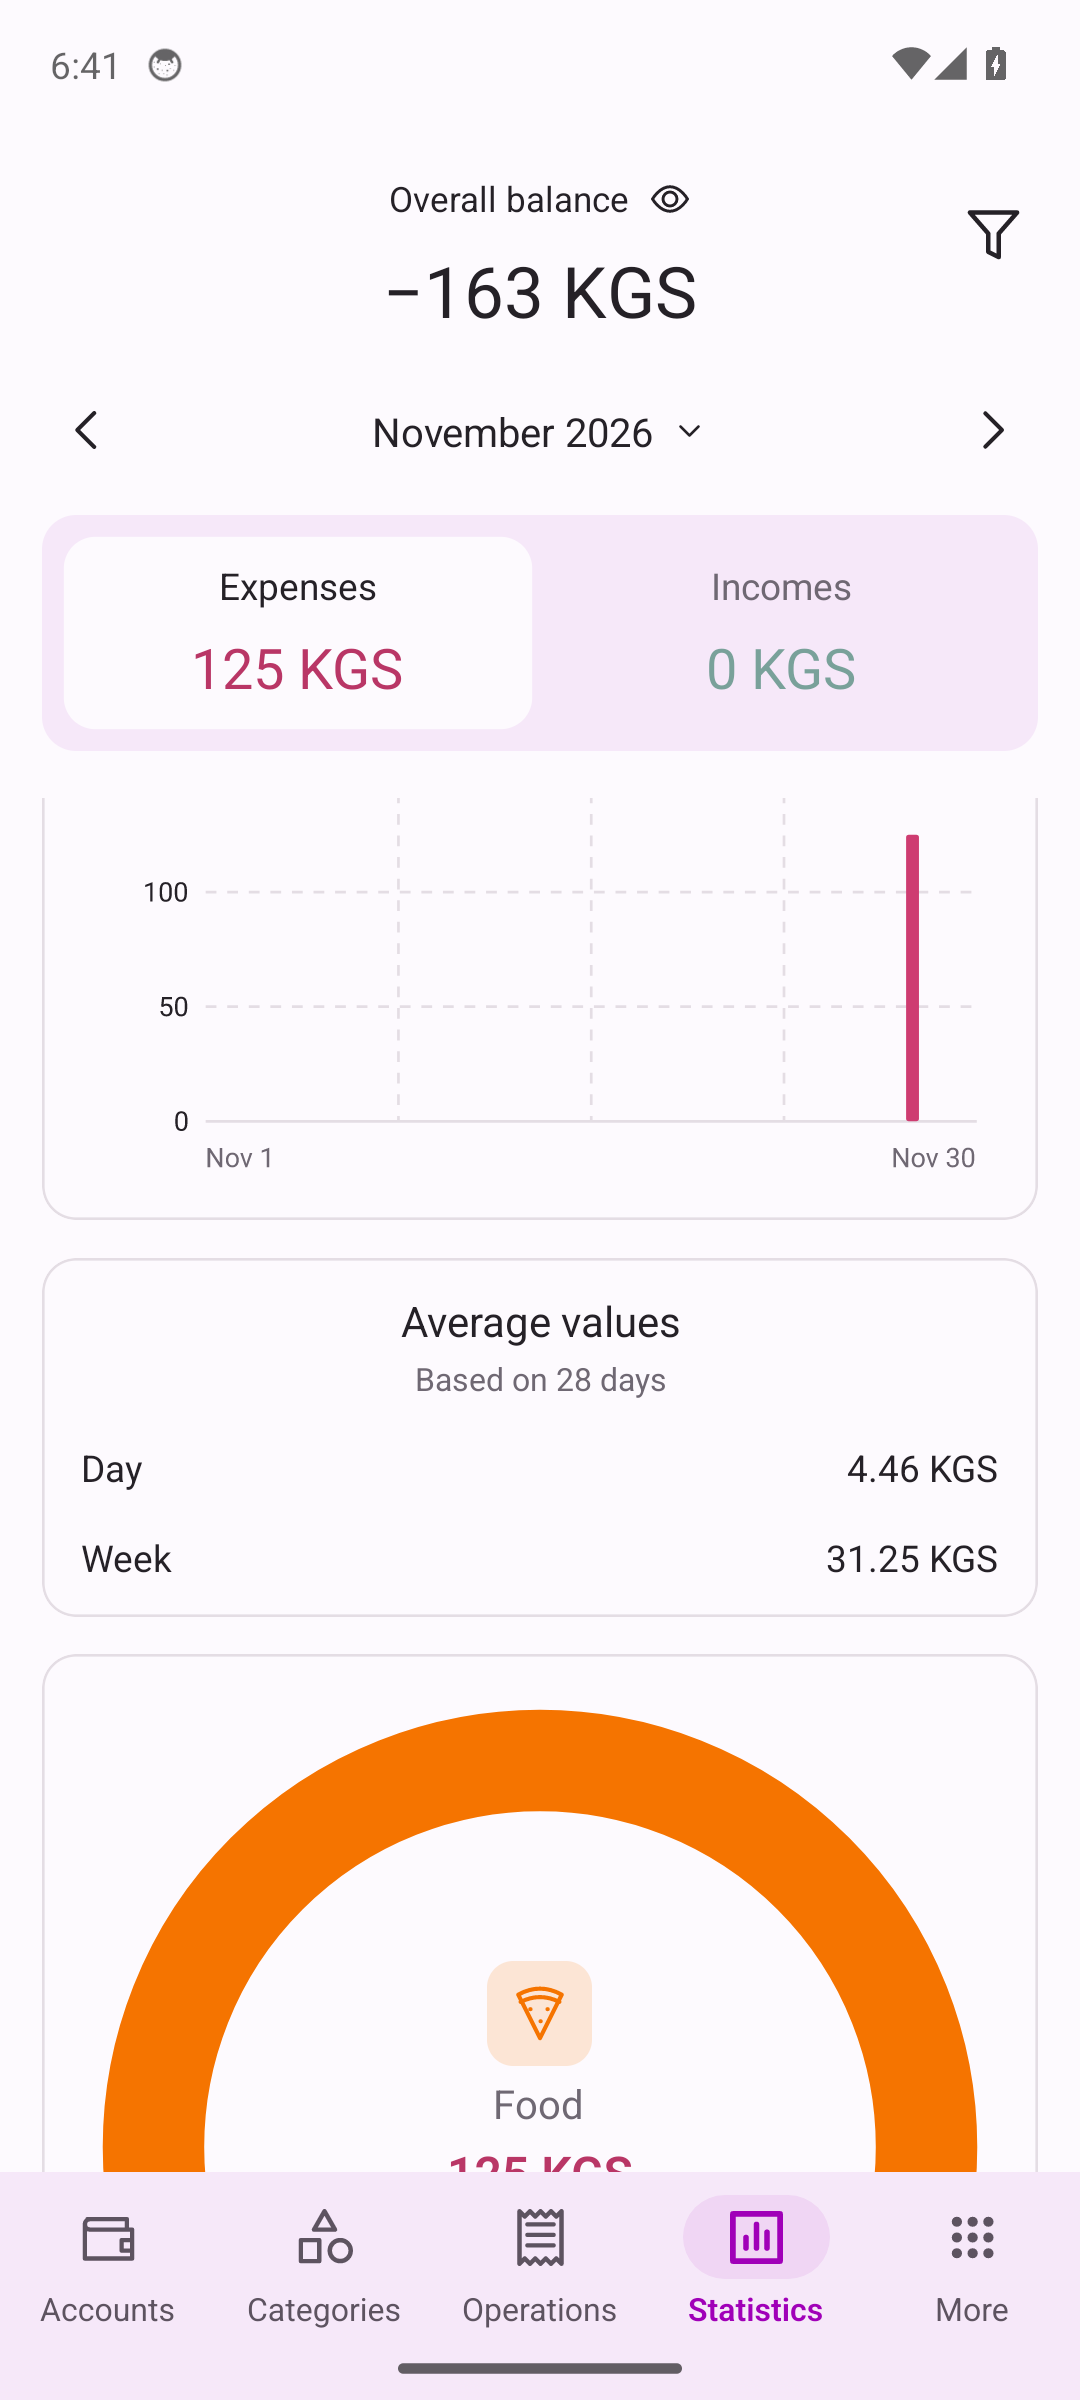 6:41
Overall balance
−163 KGS
November 2026
Expenses
Incomes
125 KGS
0 KGS
100
50
0
Nov 1
Nov 30
Average values
Based on 28 days
Day
4.46 KGS
Week
31.25 KGS
Food
125 KGS
Accounts
Categories
Operations
Statistics
More